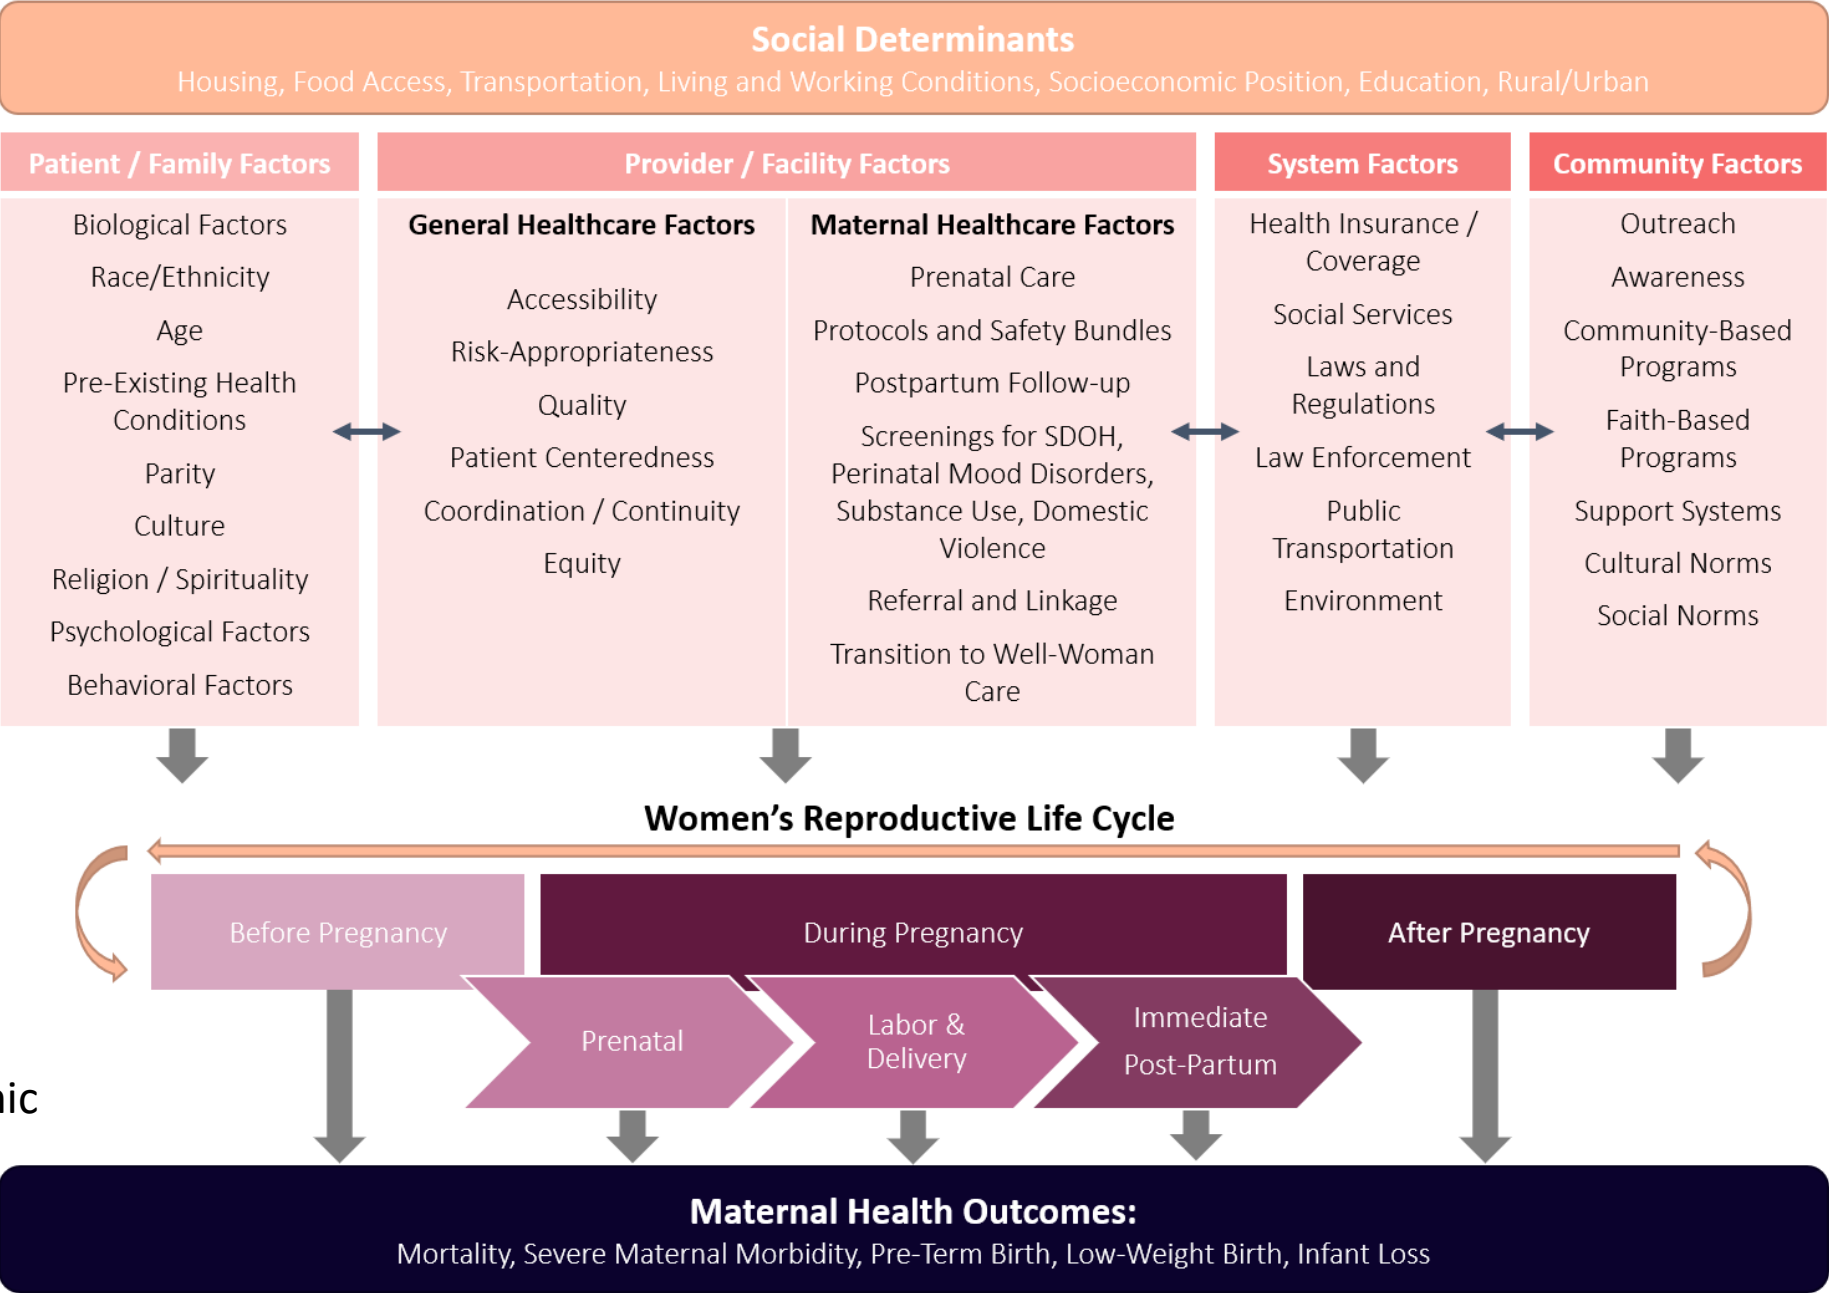 Social Determinants
Housing, Food Access, Transportation, Living and Working Conditions, Socioeconomic Position, Education, Rural/Urban
Patient / Family Factors
Biological Factors
Race/Ethnicity
Age
Pre-Existing Health
Conditions
Parity
Culture
Religion / Spirituality
Psychological Factors
Behavioral Factors
Provider / Facility Factors
General Healthcare Factors
Accessibility
Risk-Appropriateness
Quality
Patient Centeredness
Coordination / Continuity
Equity
Maternal Healthcare Factors
Prenatal Care
Protocols and Safety Bundles
Postpartum Follow-up
Screenings for SDOH,
Perinatal Mood Disorders,
Substance Use, Domestic
Violence
Referral and Linkage
Transition to Well-Woman
Care
System Factors
Health Insurance /
Coverage
Social Services
Laws and
Regulations
Law Enforcement
Public
Transportation
Environment
Community Factors
Outreach
Awareness
Community-Based
Programs
Faith-Based
Programs
Support Systems
Cultural Norms
Social Norms
Women’s Reproductive Life Cycle
Before Pregnancy
During Pregnancy
After Pregnancy
Prenatal
Labor &
Delivery
Immediate
Post-Partum
Maternal Health Outcomes:
Mortality, Severe Maternal Morbidity, Pre-Term Birth, Low-Weight Birth, Infant Loss